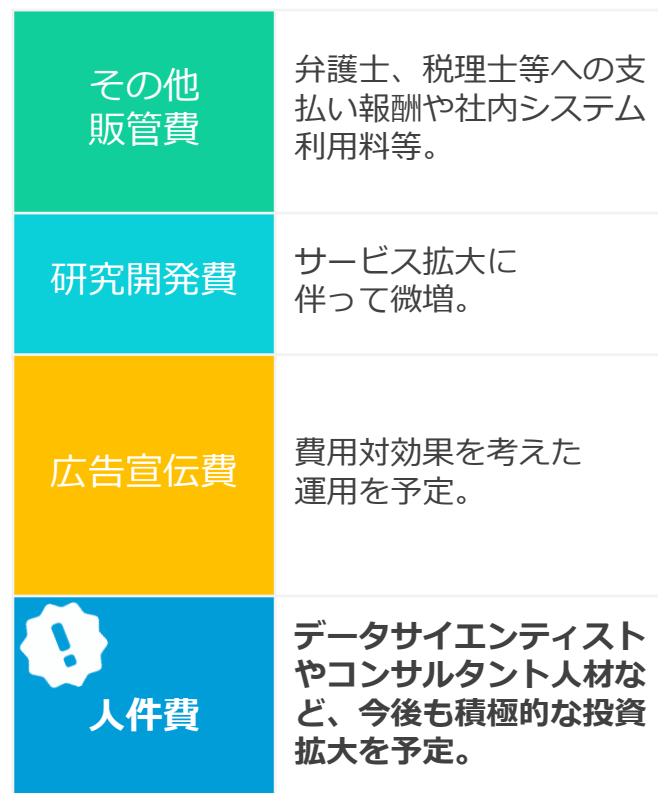 その他
販管費
弁護士、税理士等への支
払い報酬や社内システム
利用料等。
研究開発費
サービス拡大に
伴って微増。
広告宣伝費
費用対効果を考えた
運用を予定。
!
人件費
データサイエンティスト
やコンサルタント人材な
ど、今後も積極的な投資
拡大を予定。